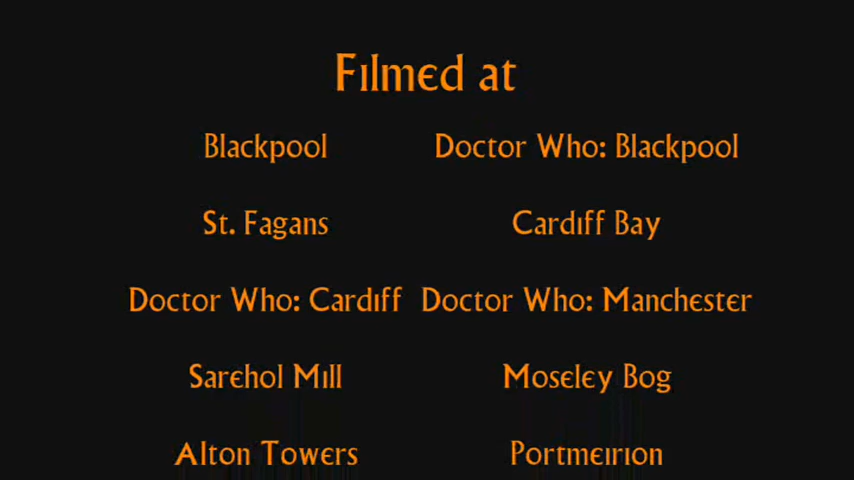 Filmed at
Blackpool Doctor Who: Blackpool
St. Fagans Cardiff Bay
Doctor Who: Cardiff Doctor Who: Manchester
Sarehol Mill Moseley Bog
Alton Towers Portmeirion